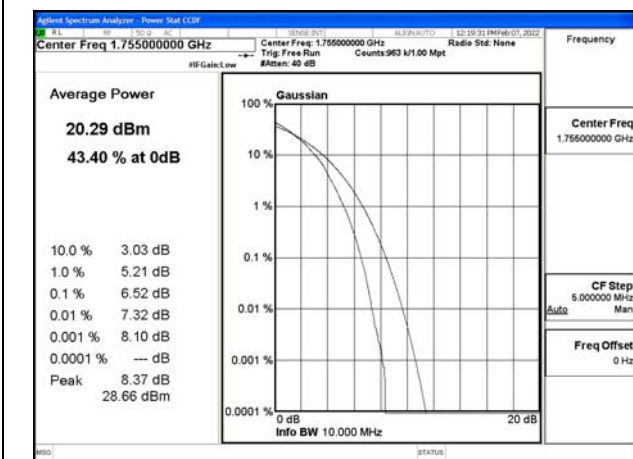 Agilent Spectrum Analyzer - Power Stat CCDF
RL RF 50 Ω AC SENSE:INT ALIGN AUTO 12:19:31 PM Feb 07, 2022
Center Freq 1.755000000 GHz
Center Freq: 1.755000000 GHz Radio Std: None
Trig: Free Run Counts:963 k/1.00 Mpt
#IFGain:Low #Atten: 40 dB
Frequency
Average Power
20.29 dBm
43.40 % at 0dB
10.0 % 3.03 dB
1.0 % 5.21 dB
0.1 % 6.52 dB
0.01 % 7.32 dB
0.001 % 8.10 dB
0.0001 % --- dB
Peak 8.37 dB
28.66 dBm
Gaussian
100 %
10 %
1 %
0.1 %
0.01 %
0.001 %
0.0001 %
0 dB 20 dB
Info BW 10.000 MHz
Center Freq
1.755000000 GHz
CF Step
5.000000 MHz
Auto Man
Freq Offset
0 Hz
MSG STATUS